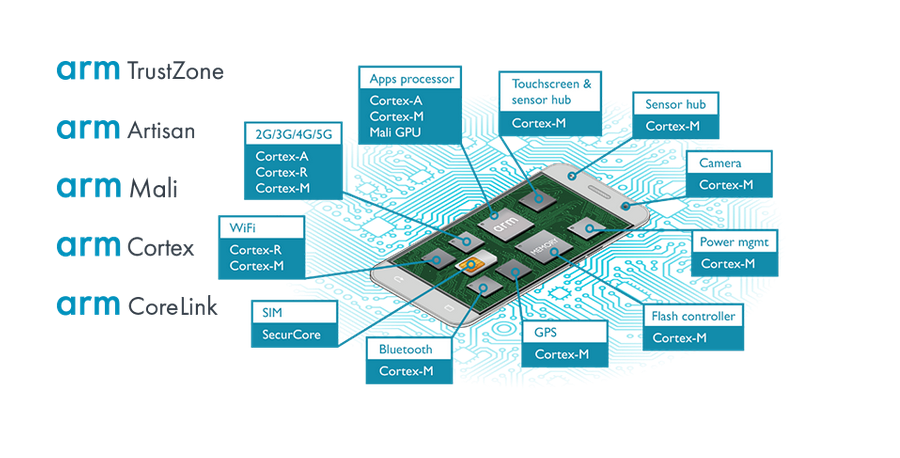 arm TrustZone
arm Artisan
arm Mali
arm Cortex
arm CoreLink
Apps processor
Cortex-A
Cortex-M
Mali GPU
Touchscreen &
sensor hub
Cortex-M
Sensor hub
Cortex-M
2G/3G/4G/5G
Cortex-A
Cortex-R
Cortex-M
Camera
Cortex-M
WiFi
Cortex-R
Cortex-M
Power mgmt
Cortex-M
arm
MEMORY
SIM
SecurCore
Flash controller
Cortex-M
GPS
Cortex-M
Bluetooth
Cortex-M